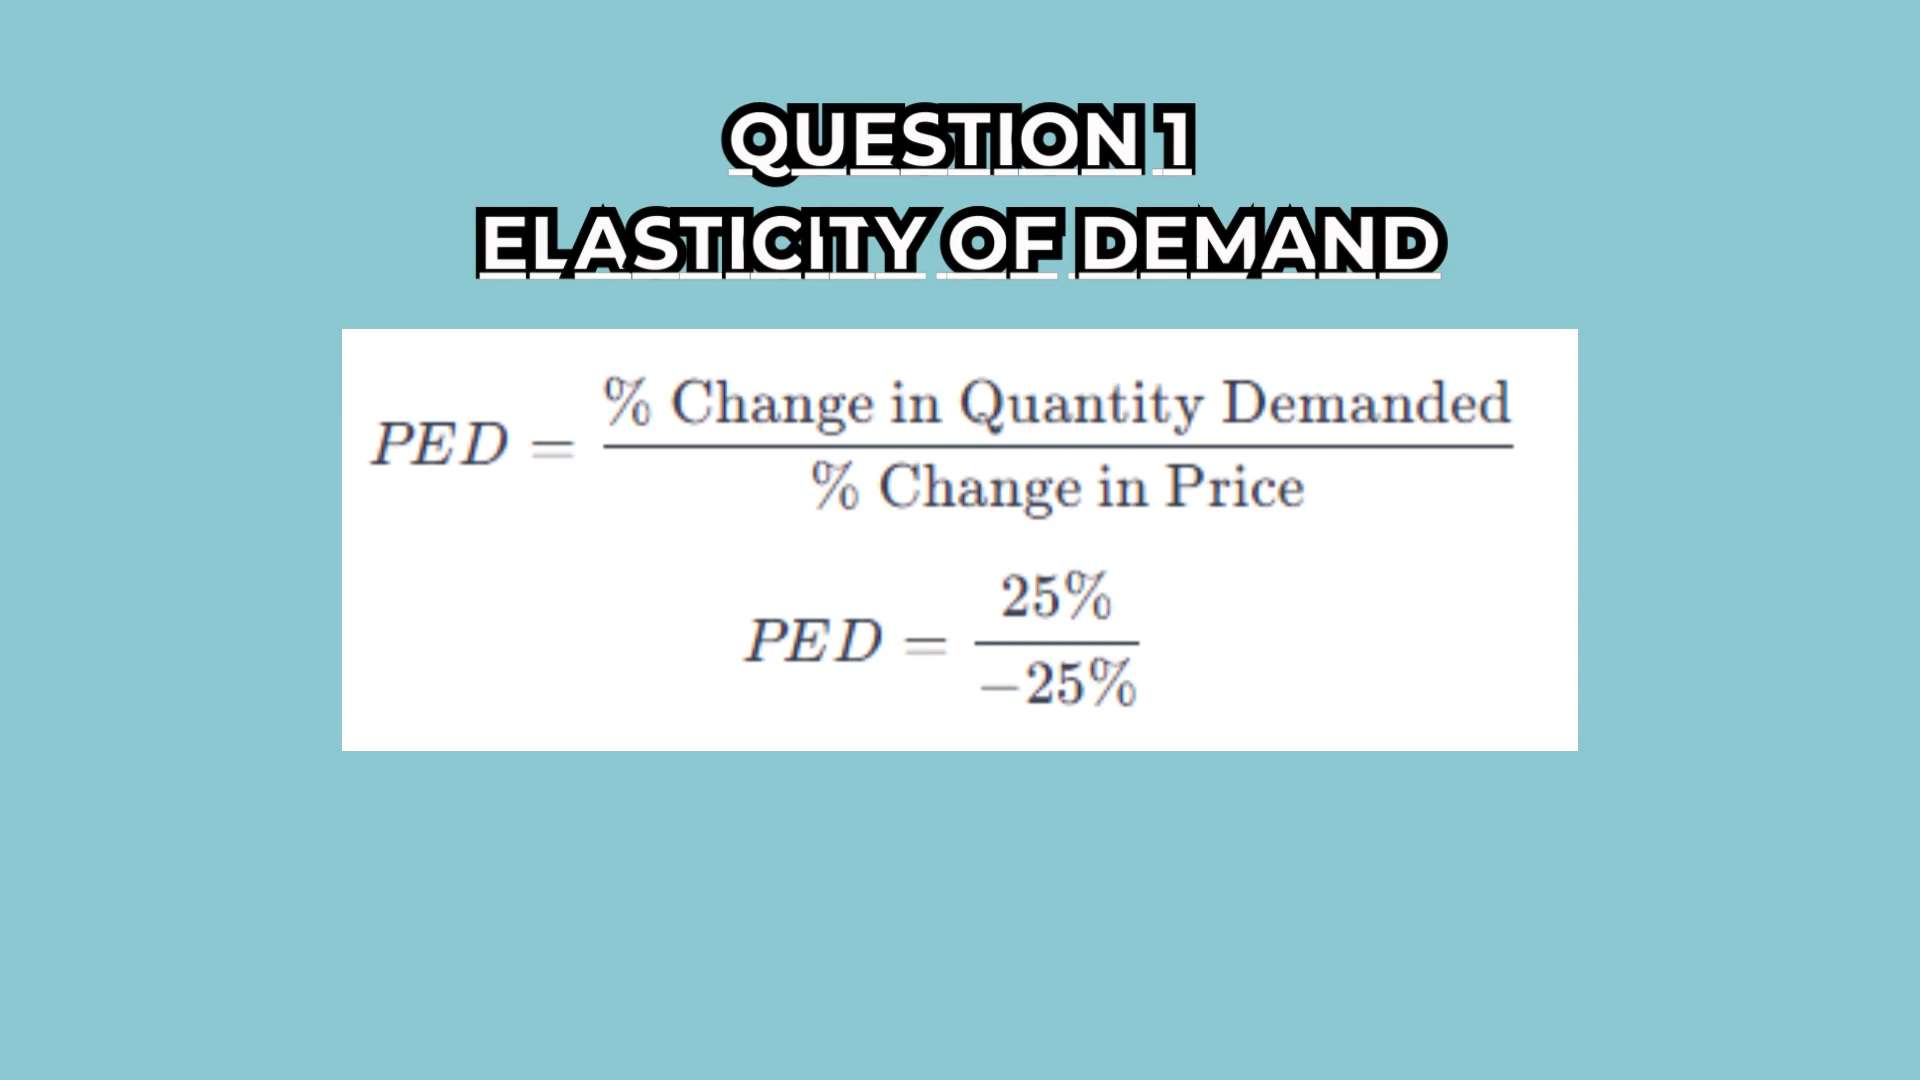 QUESTION 1
ELASTICITY OF DEMAND
PED = % Change in Quantity Demanded / % Change in Price
PED = 25% / −25%